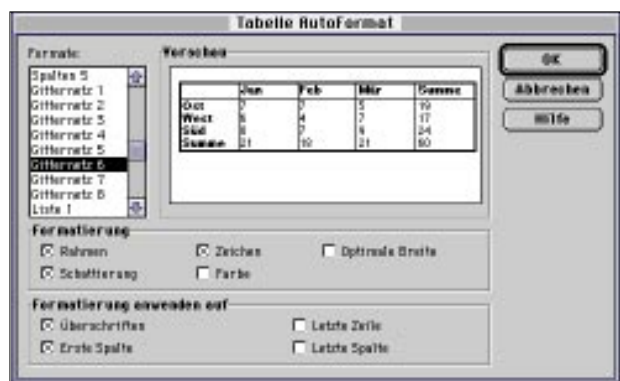 Tabelle AutoFormat
Formate:
Spalten 5
Gitternetz 1
Gitternetz 2
Gitternetz 3
Gitternetz 4
Gitternetz 5
Gitternetz 6
Gitternetz 7
Gitternetz 8
Liste 1
Vorschau
Jan Feb Mär Summe
Ost 7 7 5 19
West 6 4 7 17
Süd 8 7 9 24
Summe 21 18 21 60
OK
Abbrechen
Hilfe
Formatierung
Rahmen Zeichen Optimale Breite
Schattierung Farbe
Formatierung anwenden auf
Überschriften Letzte Zeile
Erste Spalte Letzte Spalte